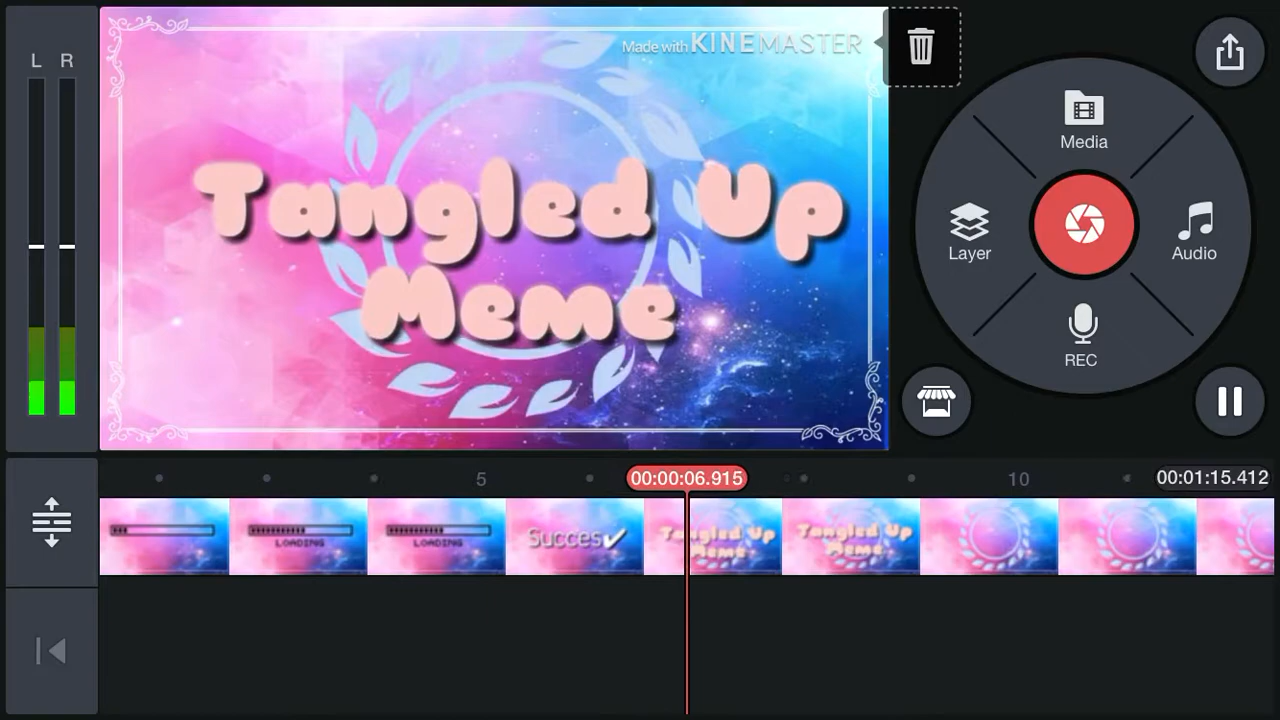 L R
Made with KINEMASTER
Tangled Up
Meme
Media
Layer
Audio
REC
5
00:00:06.915
10
00:01:15.412
LOADING
LOADING
Succes✔
Tangled Up
Meme
Tangled Up
Meme